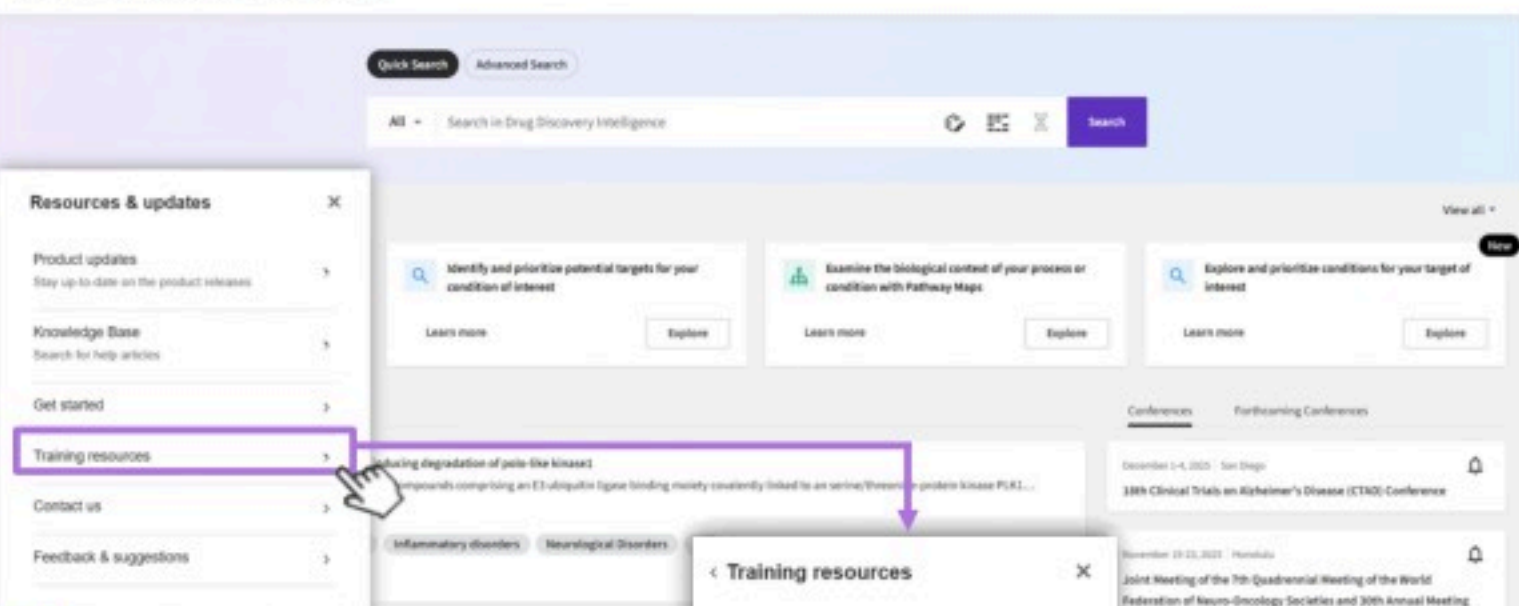 Quick Search
Advanced Search
All
Search in Drug Discovery Intelligence
Search
Resources & updates
Product updates
Stay up-to-date on the product releases
Knowledge Base
Search for help articles
Get started
Training resources
Contact us
Feedback & suggestions
View all
New
Identify and prioritize potential targets for your
condition of interest
Learn more
Explore
Examine the biological context of your process or
condition with Pathway Maps
Learn more
Explore
Explore and prioritize conditions for your target of
interest
Learn more
Explore
degradation of polo-like kinase1
compounds comprising an E3 ubiquitin ligase binding moiety covalently linked to an serine/threonine protein kinase PLK1...
Inflammatory disorders
Neurological Disorders
Training resources
Conferences
Forthcoming Conferences
December 1-4, 2025
San Diego
18th Clinical Trials on Alzheimer's Disease (CTAD) Conference
Honolulu
Joint Meeting of the 7th Quadrennial Meeting of the World
Federation of Neuro-Oncology Societies and 30th Annual Meeting